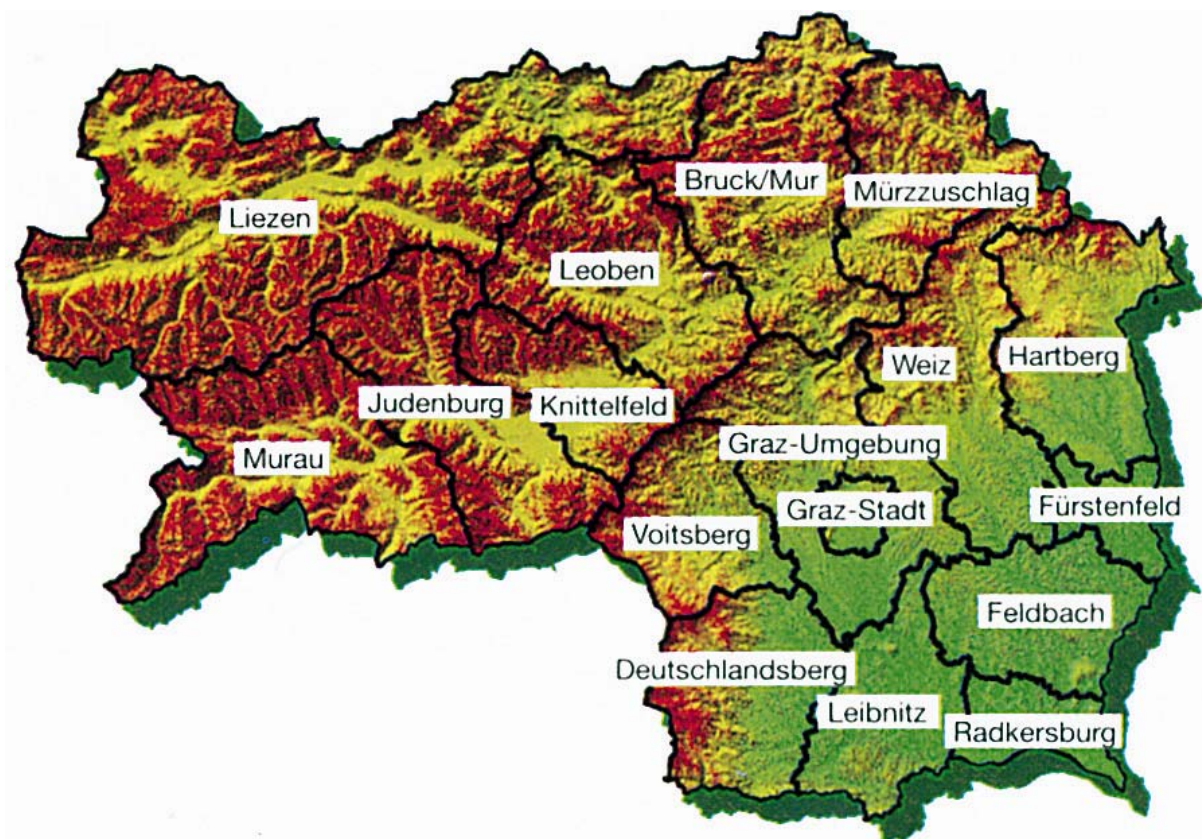 Bruck/Mur
Mürzzuschlag
Liezen
Leoben
Weiz
Hartberg
Judenburg
Knittelfeld
Murau
Graz-Umgebung
Graz-Stadt
Fürstenfeld
Voitsberg
Feldbach
Deutschlandsberg
Leibnitz
Radkersburg